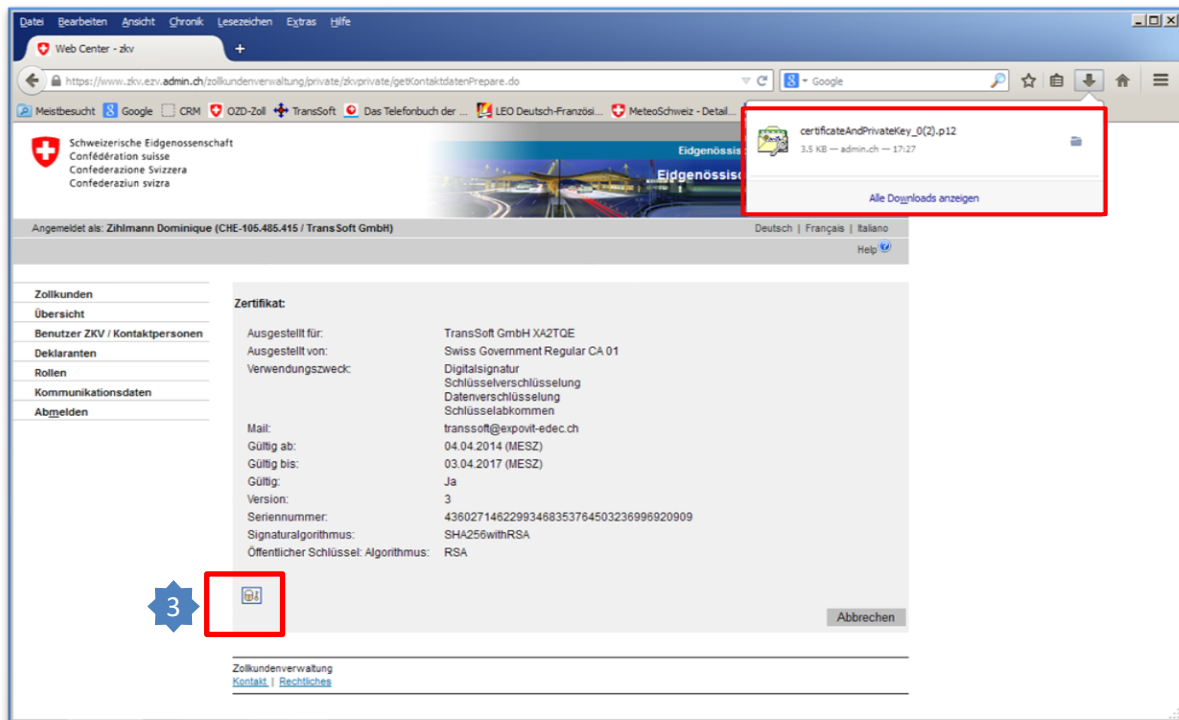 Datei Bearbeiten Ansicht Chronik Lesezeichen Extras Hilfe
Web Center - zkv
https://www.zkv.ezv.admin.ch/zollkundenverwaltung/private/zkvprivate/getKontaktdatenPrepare.do
Google
Meistbesucht Google CRM OZD-Zoll TransSoft Das Telefonbuch der ... LEO Deutsch-Französi... MeteoSchweiz - Detail...
certificateAndPrivateKey_0(2).p12
3.5 KB — admin.ch — 17:27
Alle Downloads anzeigen
Schweizerische Eidgenossenschaft
Confédération suisse
Confederazione Svizzera
Confederaziun svizra
Eidgenössis
Eidgenössisc
Angemeldet als: Zihlmann Dominique (CHE-105.485.415 / TransSoft GmbH)
Deutsch | Français | Italiano
Help
Zollkunden
Übersicht
Benutzer ZKV / Kontaktpersonen
Deklaranten
Rollen
Kommunikationsdaten
Abmelden
Zertifikat:
Ausgestellt für: TransSoft GmbH XA2TQE
Ausgestellt von: Swiss Government Regular CA 01
Verwendungszweck: Digitalsignatur
Schlüsselverschlüsselung
Datenverschlüsselung
Schlüsselabkommen
Mail: transsoft@expovit-edec.ch
Gültig ab: 04.04.2014 (MESZ)
Gültig bis: 03.04.2017 (MESZ)
Gültig: Ja
Version: 3
Seriennummer: 43602714622993468353764503236996920909
Signaturalgorithmus: SHA256withRSA
Öffentlicher Schlüssel: Algorithmus: RSA
3
Abbrechen
Zollkundenverwaltung
Kontakt | Rechtliches